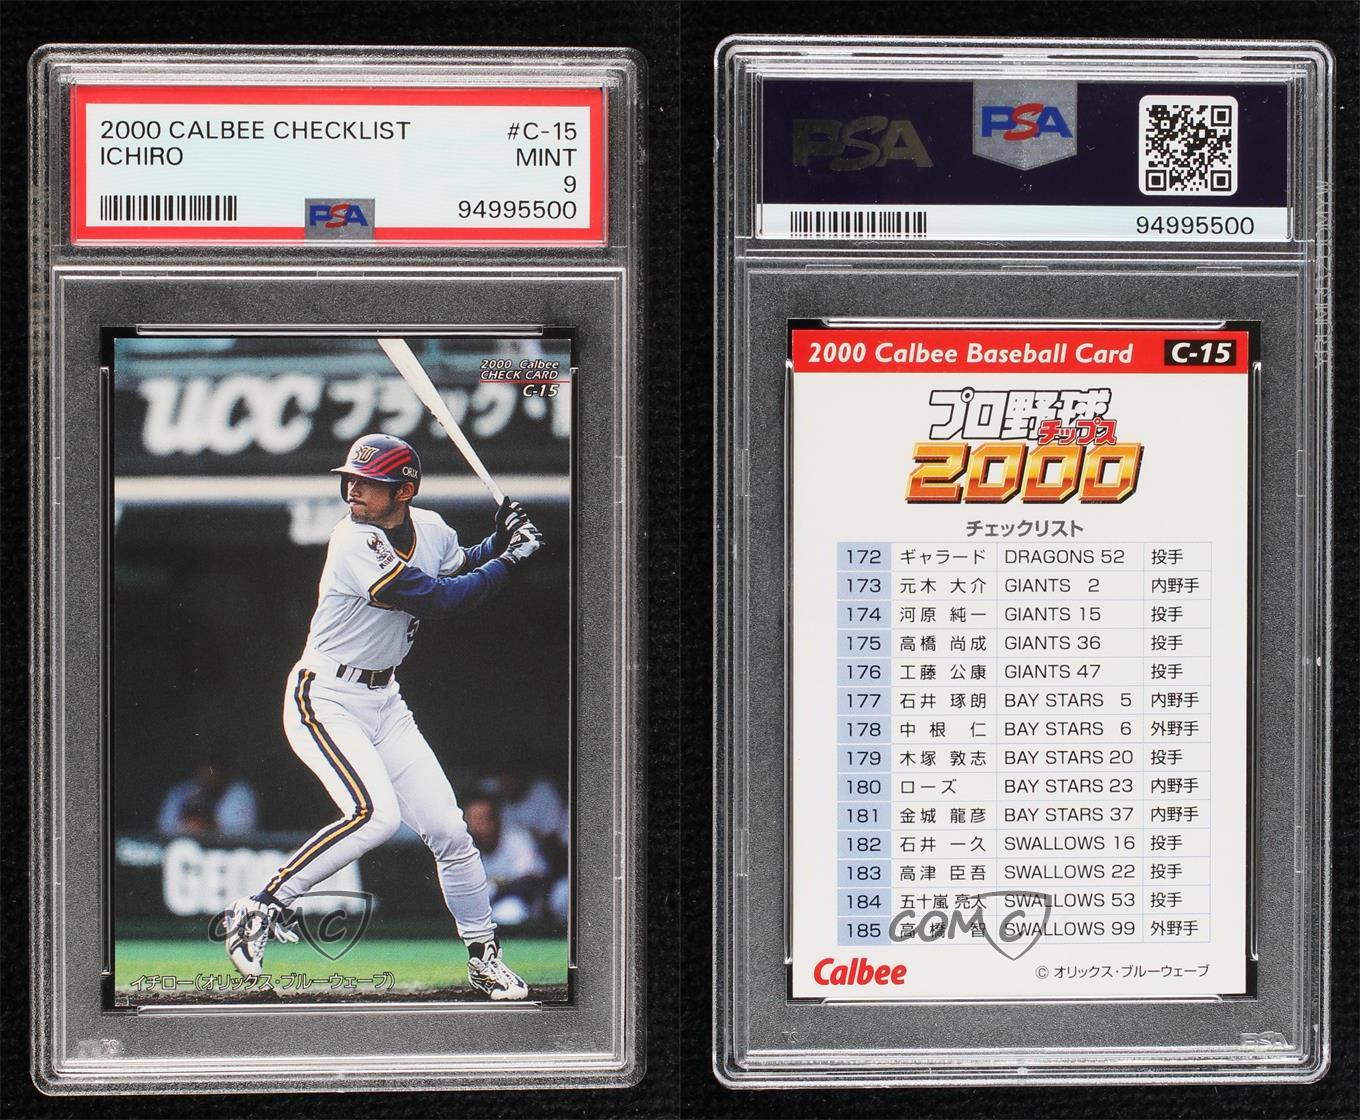 2000 CALBEE CHECKLIST #C-15
ICHIRO MINT
9
94995500
PSA
2000 Calbee
CHECK CARD
C-15
UCC ブラック・
ORIX
GEO
イチロー(オリックス・ブルーウェーブ)
COMC
PSA
PSA
94995500
2000 Calbee Baseball Card C-15
プロ野球
チップス
2000
チェックリスト
172 ギャラード DRAGONS 52 投手
173 元木 大介 GIANTS 2 内野手
174 河原 純一 GIANTS 15 投手
175 高橋 尚成 GIANTS 36 投手
176 工藤 公康 GIANTS 47 投手
177 石井 琢朗 BAY STARS 5 内野手
178 中根 仁 BAY STARS 6 外野手
179 木塚 敦志 BAY STARS 20 投手
180 ローズ BAY STARS 23 内野手
181 金城 龍彦 BAY STARS 37 内野手
182 石井 一久 SWALLOWS 16 投手
183 高津 臣吾 SWALLOWS 22 投手
184 五十嵐 亮太 SWALLOWS 53 投手
185 高橋 智 SWALLOWS 99 外野手
COMC
Calbee © オリックス・ブルーウェーブ
PSA